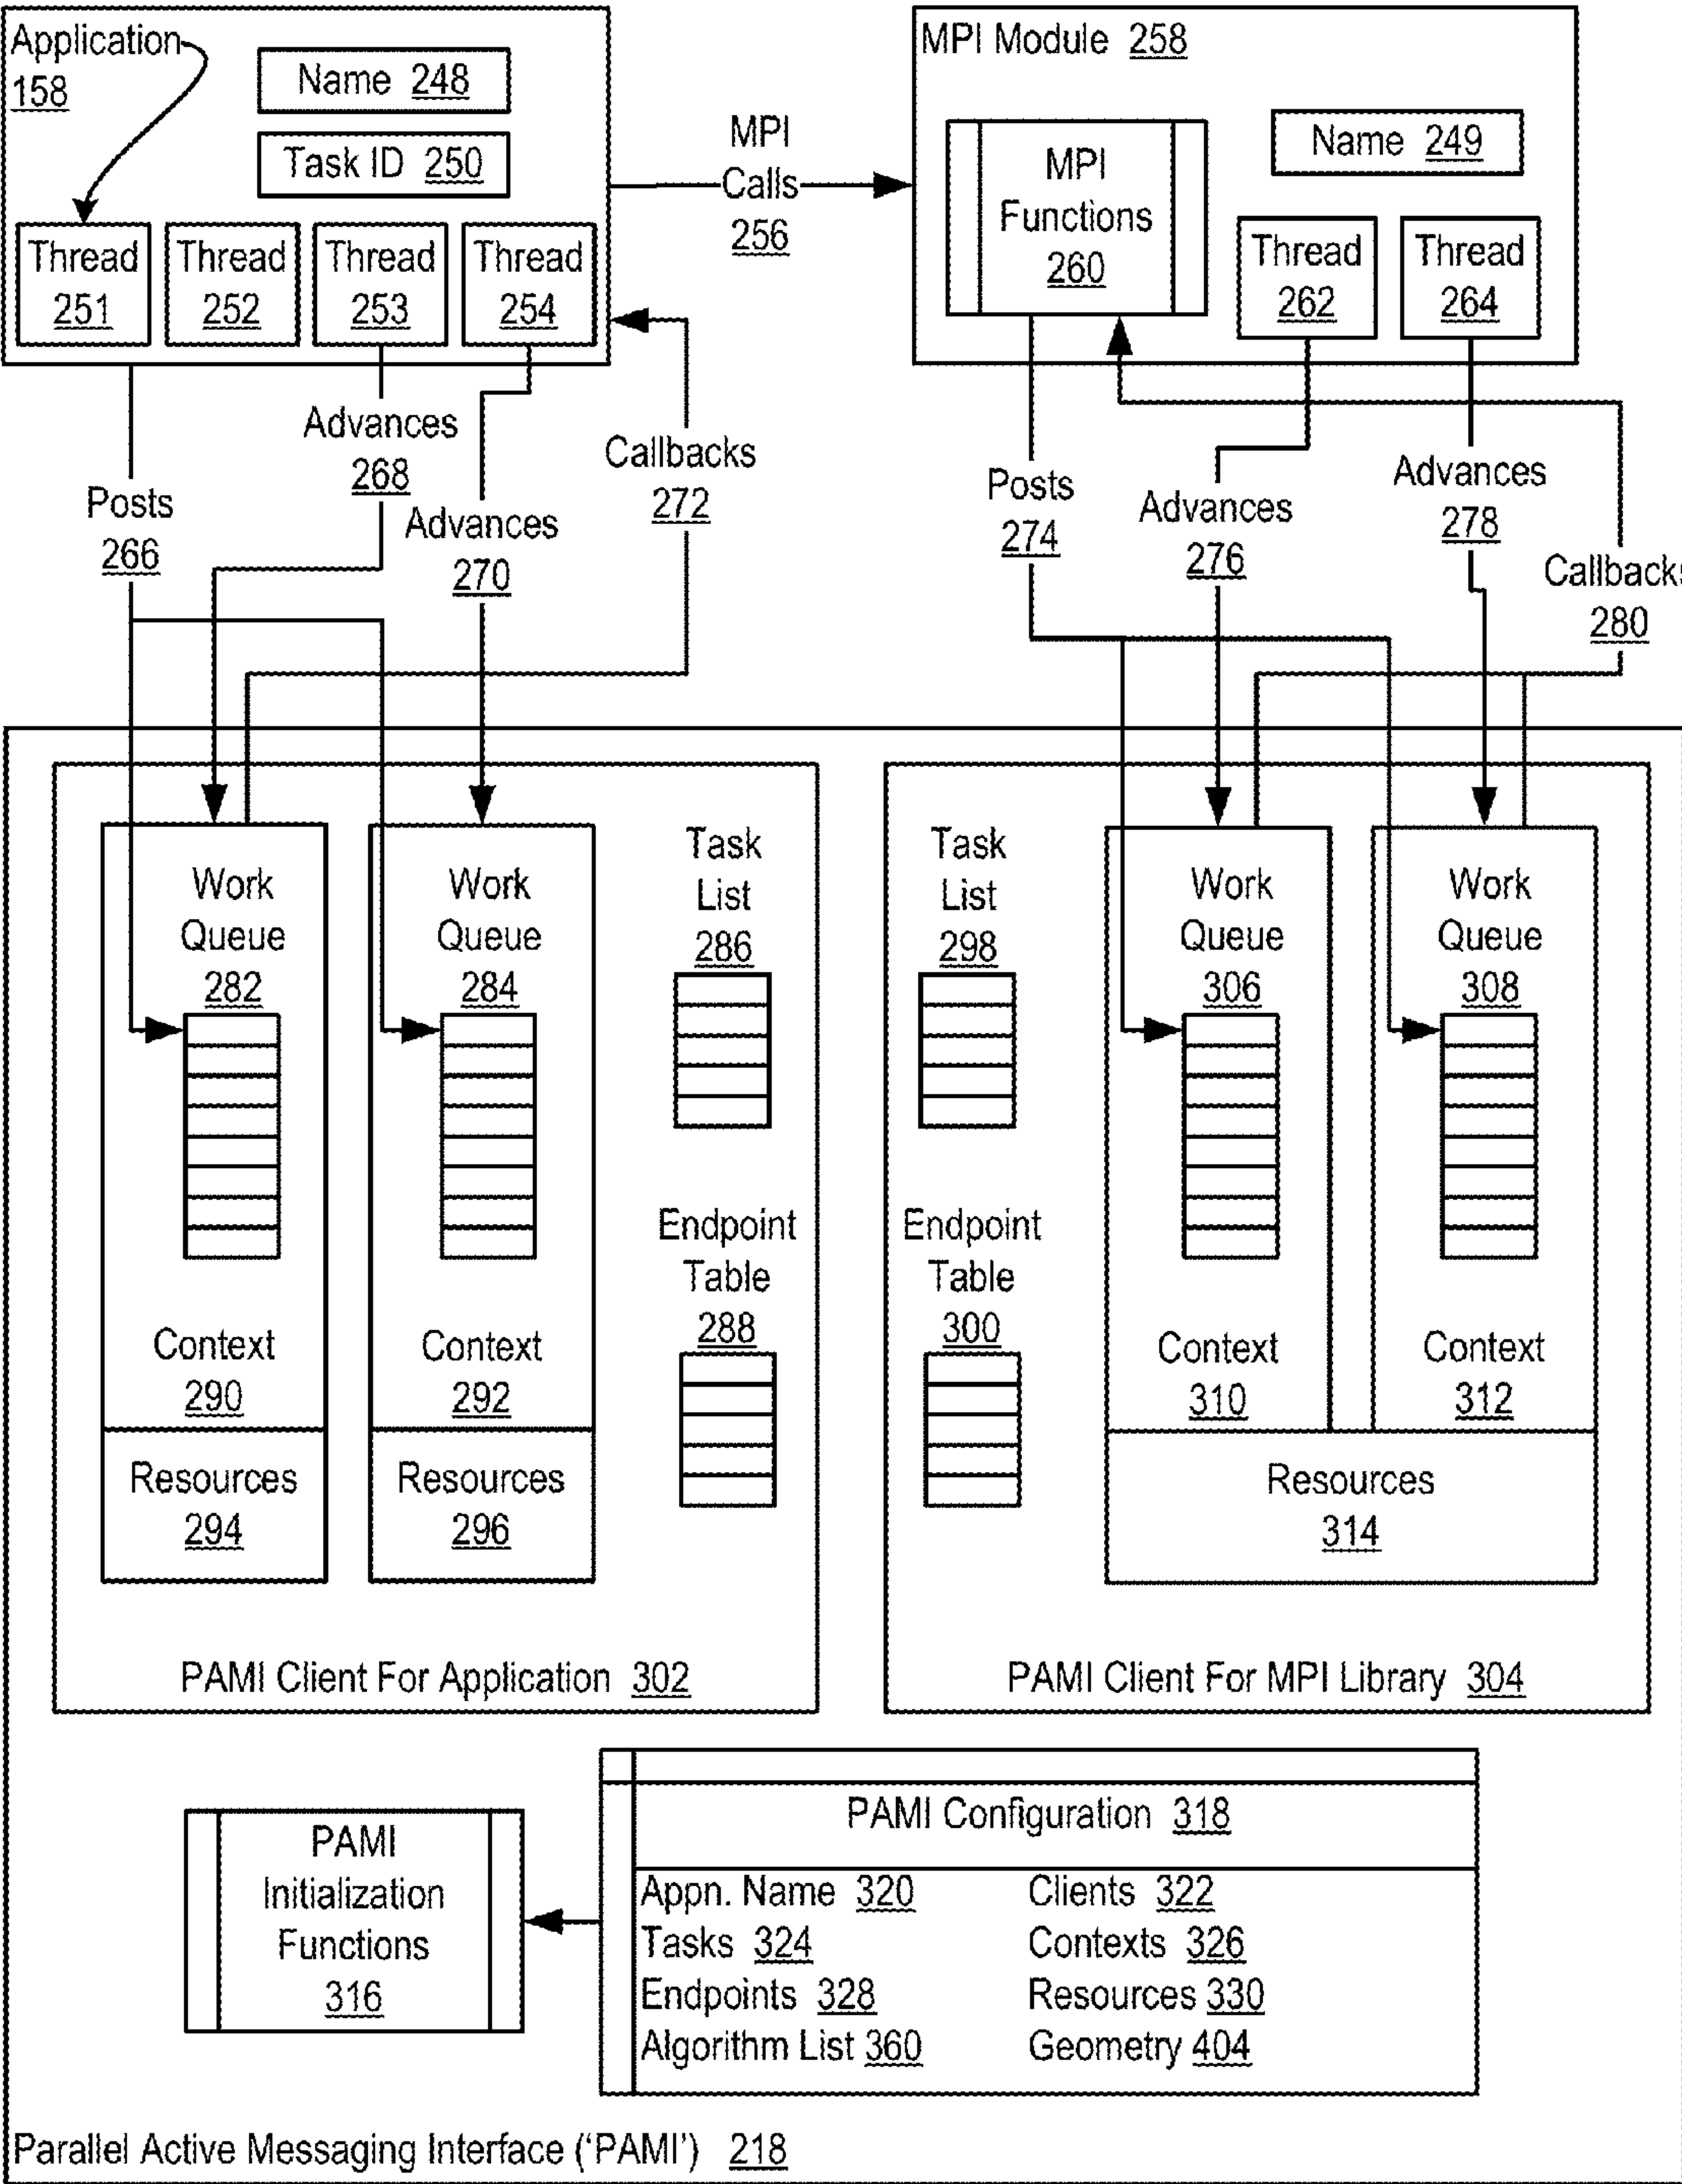 Application
158
Name 248
Task ID 250
Thread
251
Thread
252
Thread
253
Thread
254
MPI
Calls
256
MPI Module 258
MPI
Functions
260
Name 249
Thread
262
Thread
264
Posts
266
Advances
268
Advances
270
Callbacks
272
Posts
274
Advances
276
Advances
278
Callbacks
280
Work
Queue
282
Context
290
Resources
294
Work
Queue
284
Context
292
Resources
296
Task
List
286
Endpoint
Table
288
PAMI Client For Application 302
Task
List
298
Endpoint
Table
300
Work
Queue
306
Context
310
Work
Queue
308
Context
312
Resources
314
PAMI Client For MPI Library 304
PAMI
Initialization
Functions
316
PAMI Configuration 318
Appn. Name 320 Clients 322
Tasks 324 Contexts 326
Endpoints 328 Resources 330
Algorithm List 360 Geometry 404
Parallel Active Messaging Interface ('PAMI') 218